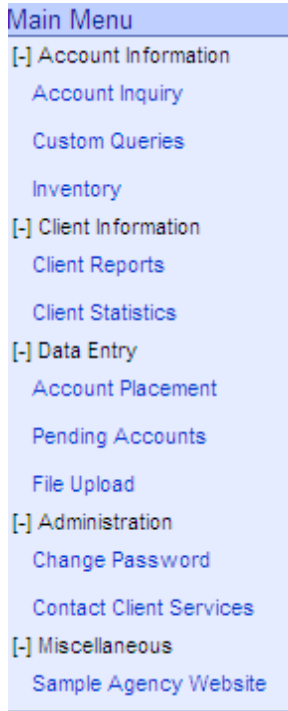 Main Menu
[-] Account Information
Account Inquiry
Custom Queries
Inventory
[-] Client Information
Client Reports
Client Statistics
[-] Data Entry
Account Placement
Pending Accounts
File Upload
[-] Administration
Change Password
Contact Client Services
[-] Miscellaneous
Sample Agency Website